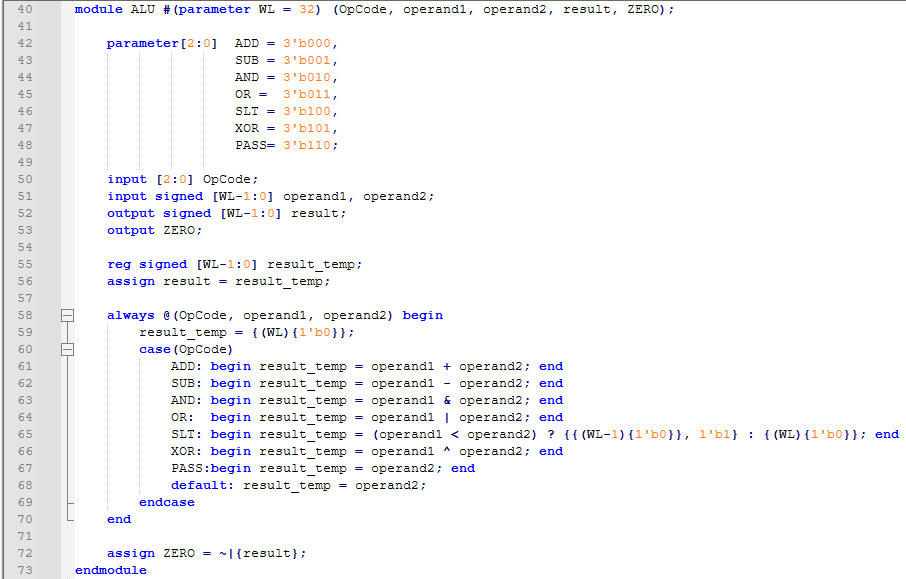 40 module ALU #(parameter WL = 32) (OpCode, operand1, operand2, result, ZERO);
41
42 parameter[2:0] ADD = 3'b000,
43 SUB = 3'b001,
44 AND = 3'b010,
45 OR = 3'b011,
46 SLT = 3'b100,
47 XOR = 3'b101,
48 PASS= 3'b110;
49
50 input [2:0] OpCode;
51 input signed [WL-1:0] operand1, operand2;
52 output signed [WL-1:0] result;
53 output ZERO;
54
55 reg signed [WL-1:0] result_temp;
56 assign result = result_temp;
57
58 always @(OpCode, operand1, operand2) begin
59 result_temp = {(WL){1'b0}};
60 case(OpCode)
61 ADD: begin result_temp = operand1 + operand2; end
62 SUB: begin result_temp = operand1 - operand2; end
63 AND: begin result_temp = operand1 & operand2; end
64 OR: begin result_temp = operand1 | operand2; end
65 SLT: begin result_temp = (operand1 < operand2) ? {{(WL-1){1'b0}}, 1'b1} : {(WL){1'b0}}; end
66 XOR: begin result_temp = operand1 ^ operand2; end
67 PASS:begin result_temp = operand2; end
68 default: result_temp = operand2;
69 endcase
70 end
71
72 assign ZERO = ~|{result};
73 endmodule